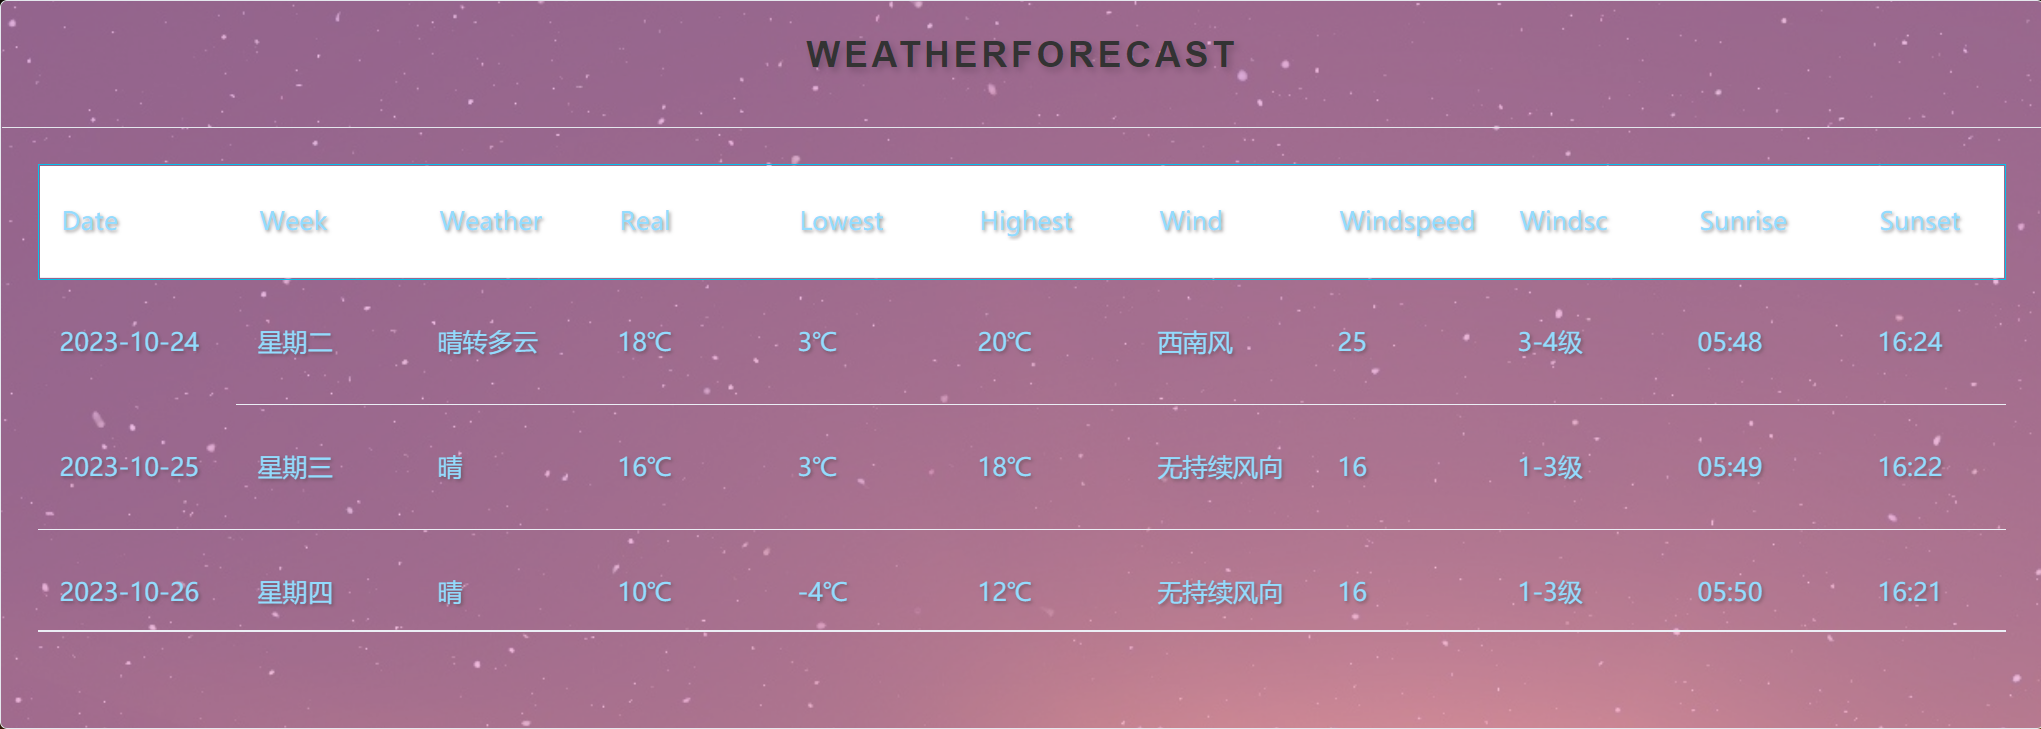 WEATHERFORECAST
Date Week Weather Real Lowest Highest Wind Windspeed Windsc Sunrise Sunset
2023-10-24 星期二 晴转多云 18℃ 3℃ 20℃ 西南风 25 3-4级 05:48 16:24
2023-10-25 星期三 晴 16℃ 3℃ 18℃ 无持续风向 16 1-3级 05:49 16:22
2023-10-26 星期四 晴 10℃ -4℃ 12℃ 无持续风向 16 1-3级 05:50 16:21